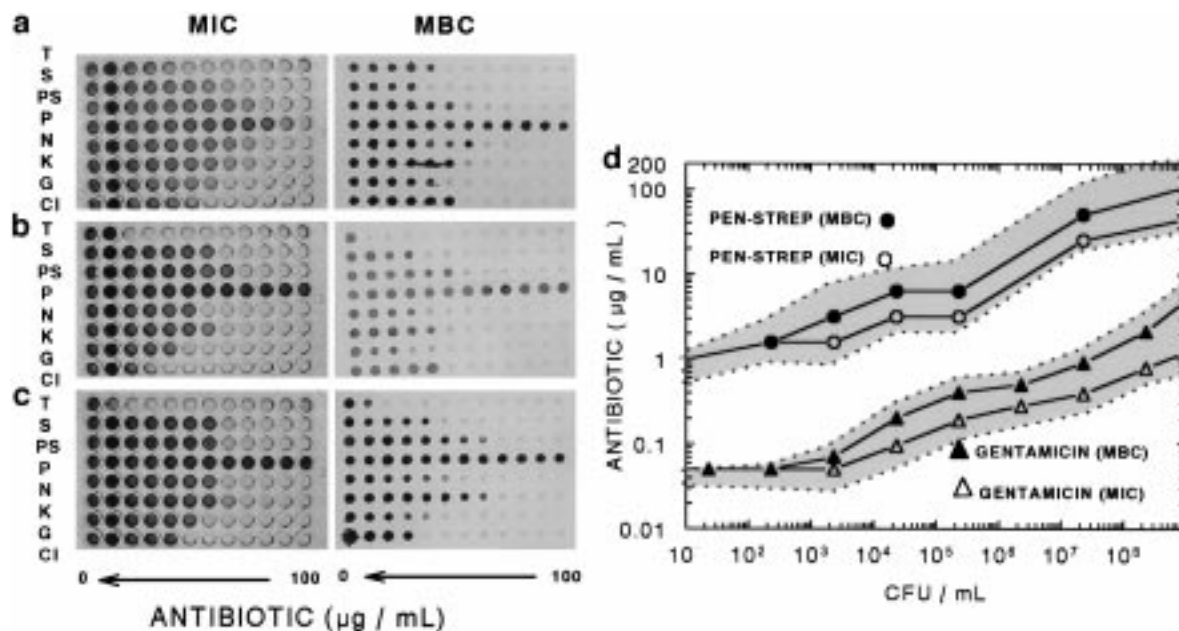 a
MIC
MBC
T
S
PS
P
N
K
G
CI
b
T
S
PS
P
N
K
G
CI
c
T
S
PS
P
N
K
G
CI
0 100
0 100
ANTIBIOTIC (µg / mL)
d
200
100
10
1
0.1
0.01
ANTIBIOTIC ( µg / mL )
PEN-STREP (MBC)
PEN-STREP (MIC)
GENTAMICIN (MBC)
GENTAMICIN (MIC)
10 10² 10³ 10⁴ 10⁵ 10⁶ 10⁷ 10⁸
CFU / mL